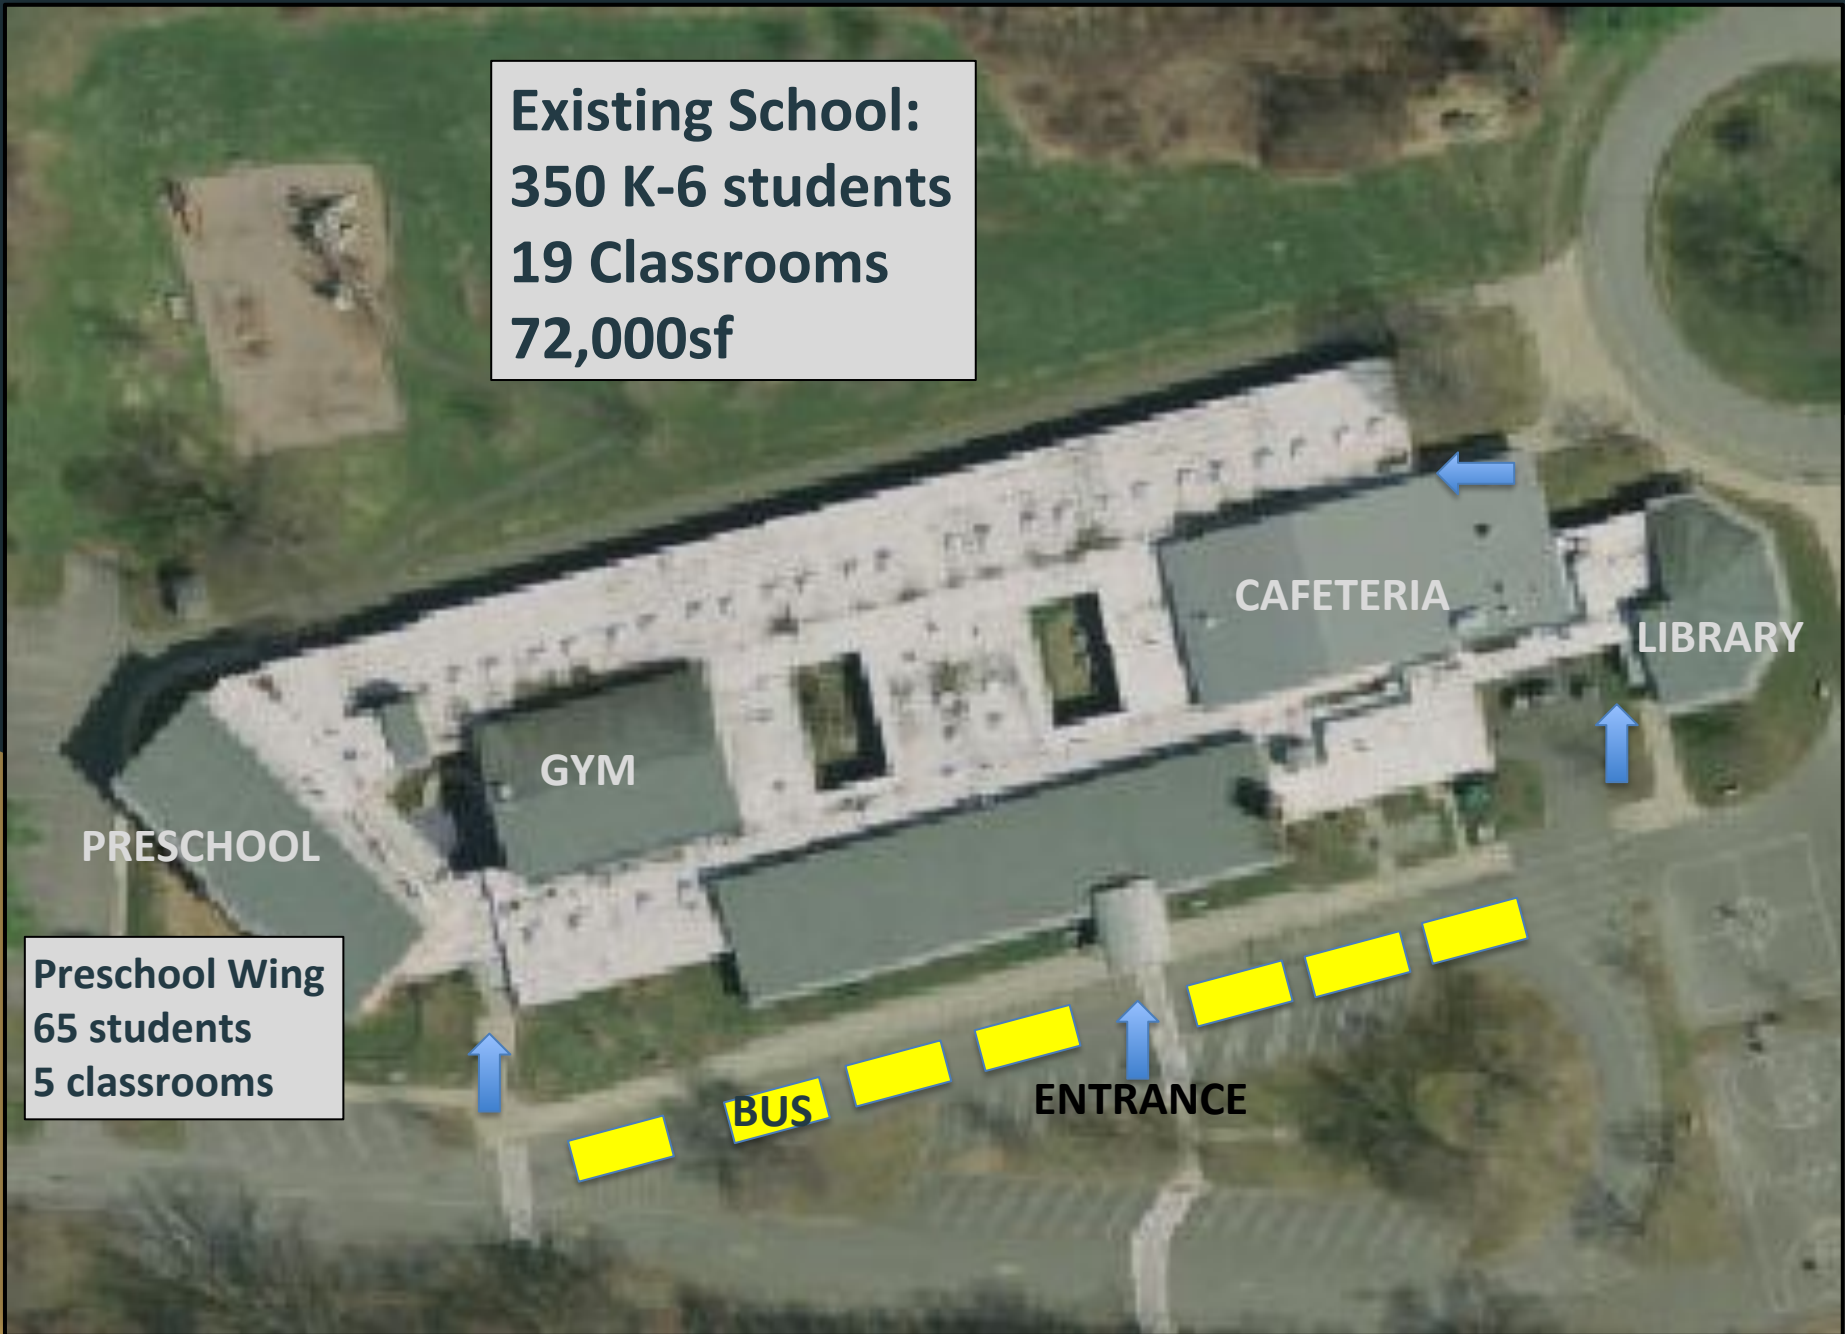 Existing School:
350 K-6 students
19 Classrooms
72,000sf
CAFETERIA
LIBRARY
GYM
PRESCHOOL
Preschool Wing
65 students
5 classrooms
BUS
ENTRANCE